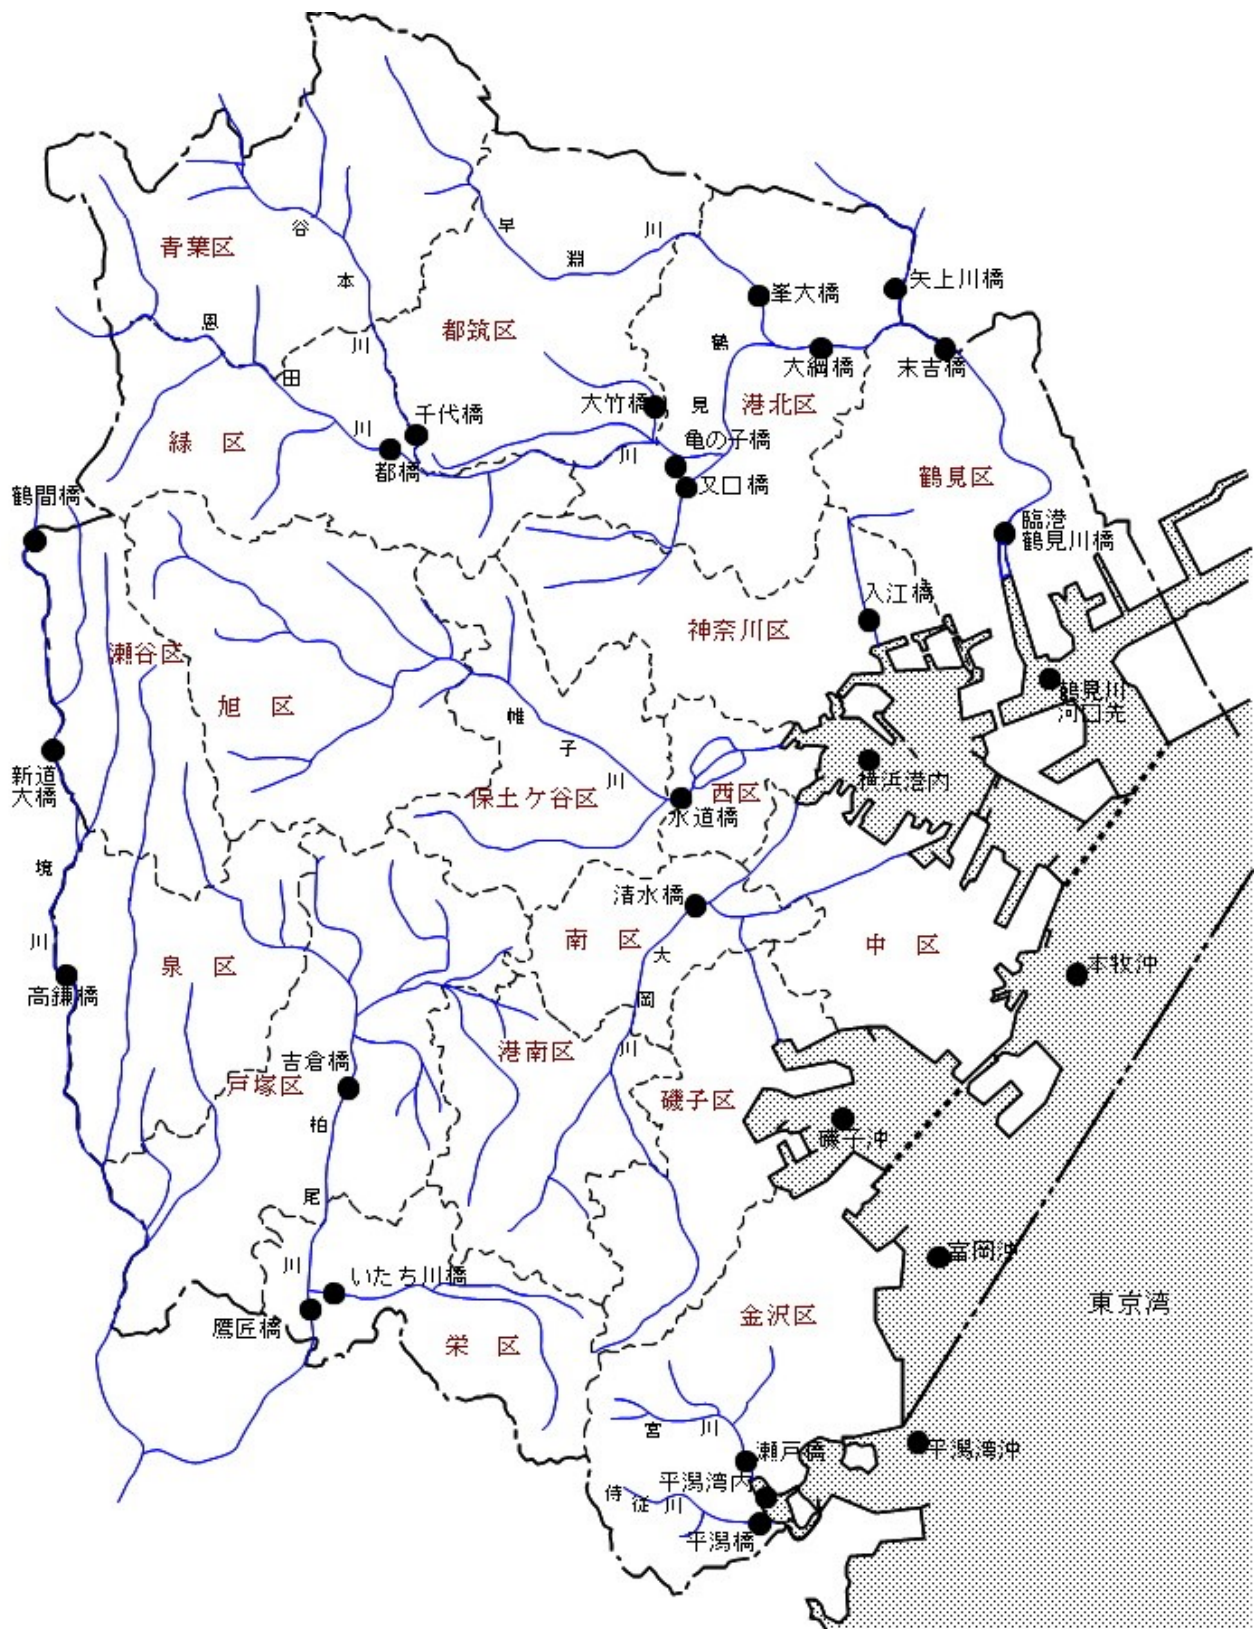 谷本川
早淵川
青葉区
矢上川橋
峯大橋
恩田川
都筑区
鶴見川
大綱橋
末吉橋
大竹橋
港北区
千代橋
亀の子橋
緑 区
都橋
鶴見区
又口橋
鶴間橋
臨港
鶴見川橋
入江橋
神奈川区
瀬谷区
鶴見川
河口先
旭 区
帷子川
新道
大橋
横浜港内
保土ケ谷区
西区
水道橋
境川
清水橋
南 区
中 区
大岡川
泉 区
本牧沖
高鎌橋
港南区
吉倉橋
戸塚区
磯子区
柏尾川
磯子沖
富岡沖
いたち川橋
東京湾
金沢区
鷹匠橋
栄 区
宮川
瀬戸橋
平潟湾沖
平潟湾内
侍従川
平潟橋